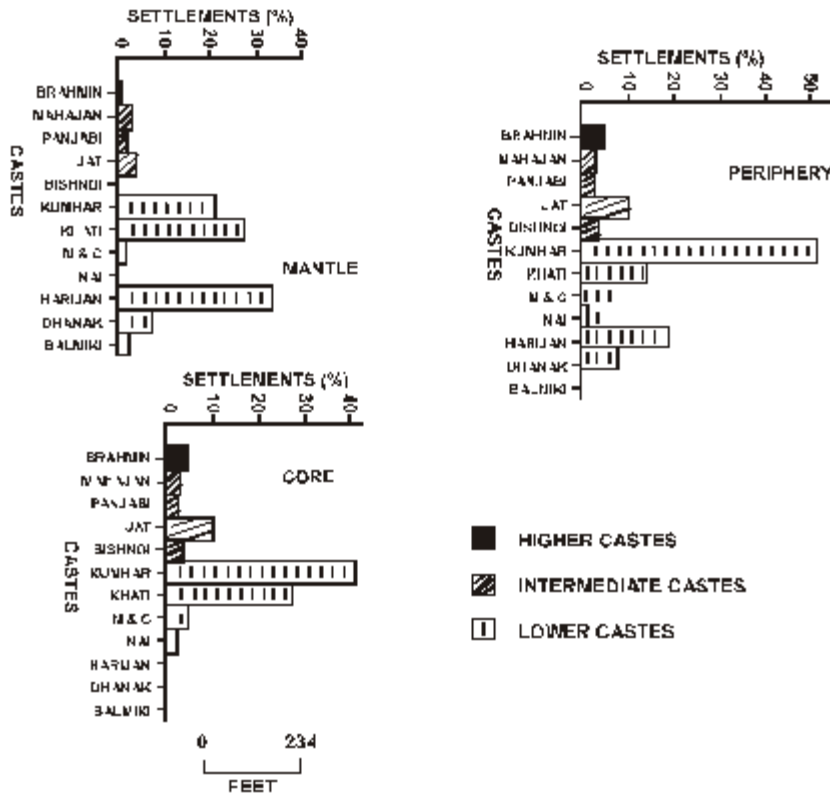 SETTLEMENTS (%)
0 10 20 30 40
CASTES
BRAHMIN
MAHAJAN
PANJABI
JAT
BISHNOI
KUMHAR
KHATI
M & C
NAI
HARIJAN
DHANAK
BALMIKI
MANTLE
SETTLEMENTS (%)
0 10 20 30 40 50
CASTES
BRAHMIN
MAHAJAN
PANJABI
JAT
BISHNOI
KUMHAR
KHATI
M & C
NAI
HARIJAN
DHANAK
BALMIKI
PERIPHERY
SETTLEMENTS (%)
0 10 20 30 40
CASTES
BRAHMIN
MAHAJAN
PANJABI
JAT
BISHNOI
KUMHAR
KHATI
M & C
NAI
HARIJAN
DHANAK
BALMIKI
CORE
0 234
FEET
HIGHER CASTES
INTERMEDIATE CASTES
LOWER CASTES